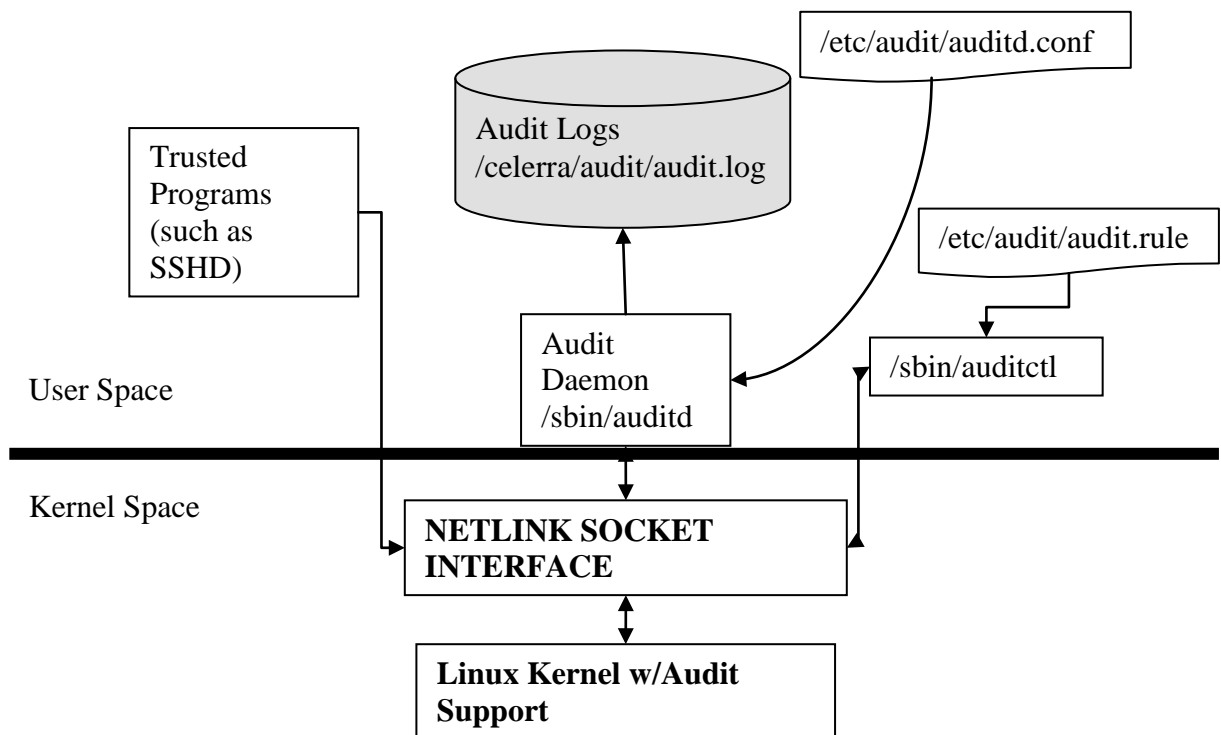 /etc/audit/auditd.conf
Audit Logs
/celerra/audit/audit.log
Trusted
Programs
(such as
SSHD)
/etc/audit/audit.rule
Audit
Daemon
/sbin/auditd
/sbin/auditctl
User Space
Kernel Space
NETLINK SOCKET
INTERFACE
Linux Kernel w/Audit
Support